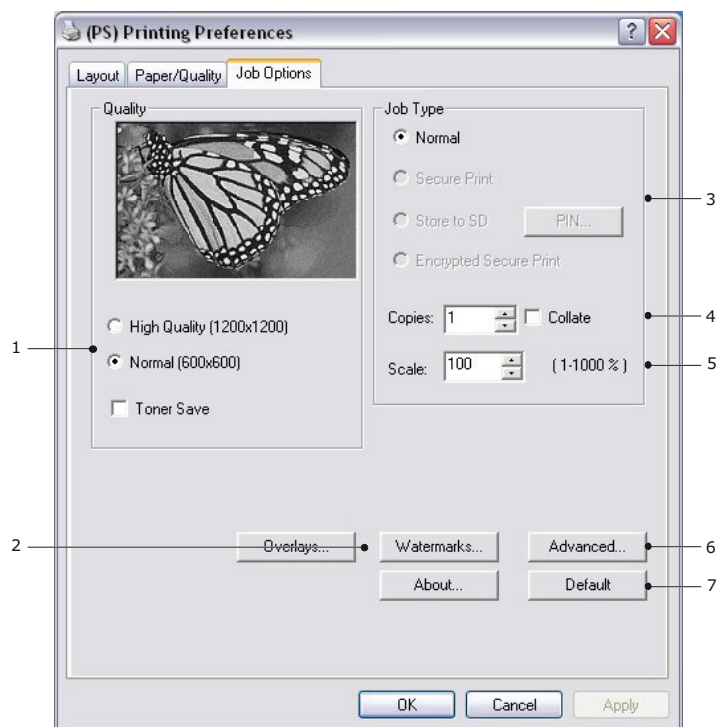 (PS) Printing Preferences
Layout Paper/Quality Job Options
Quality
High Quality (1200x1200)
Normal (600x600)
Toner Save
Job Type
Normal
Secure Print
Store to SD PIN...
Encrypted Secure Print
Copies: 1 Collate
Scale: 100 (1-1000 %)
Overlays... Watermarks... Advanced...
About... Default
OK Cancel Apply
1
2
3
4
5
6
7